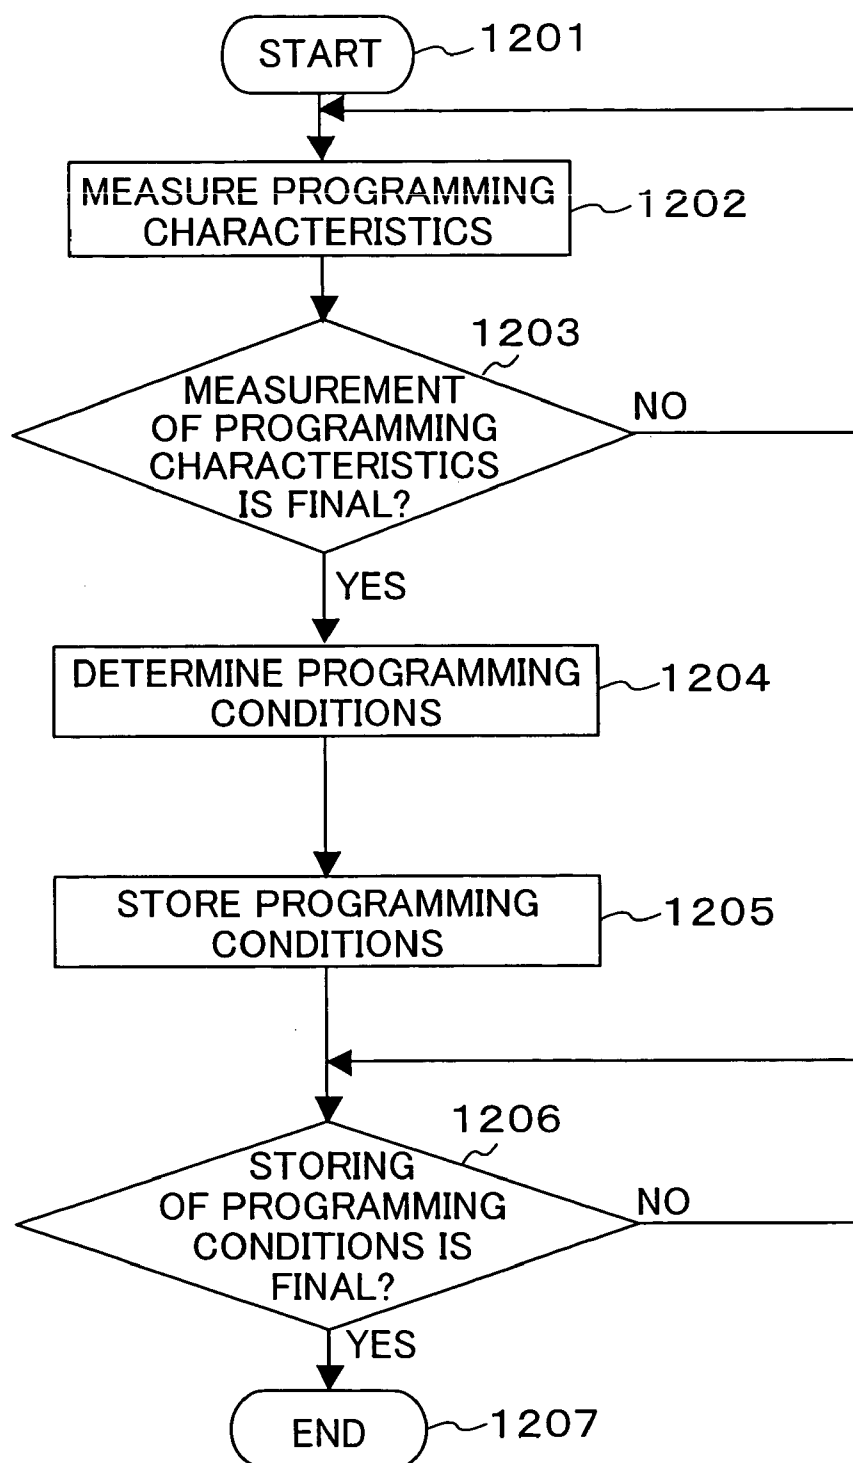 START
1201
MEASURE PROGRAMMING
CHARACTERISTICS
1202
1203
MEASUREMENT
OF PROGRAMMING
CHARACTERISTICS
IS FINAL?
NO
YES
DETERMINE PROGRAMMING
CONDITIONS
1204
STORE PROGRAMMING
CONDITIONS
1205
1206
STORING
OF PROGRAMMING
CONDITIONS IS
FINAL?
NO
YES
END
1207